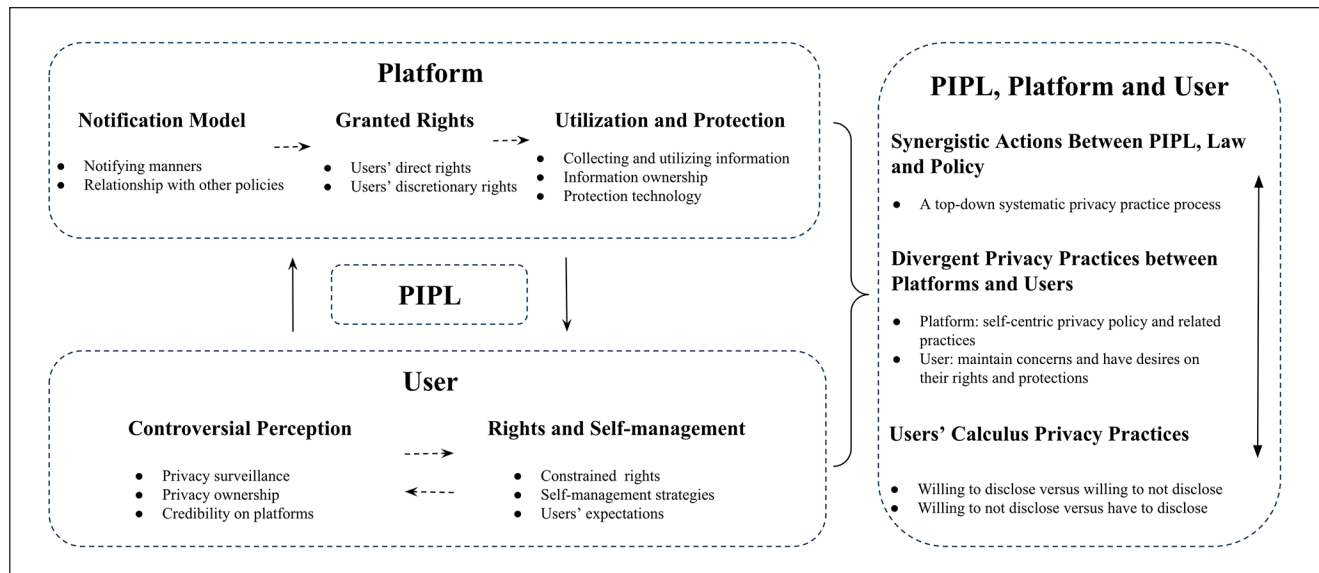 Platform
Notification Model
● Notifying manners
● Relationship with other policies
Granted Rights
● Users’ direct rights
● Users’ discretionary rights
Utilization and Protection
● Collecting and utilizing information
● Information ownership
● Protection technology
PIPL
User
Controversial Perception
● Privacy surveillance
● Privacy ownership
● Credibility on platforms
Rights and Self-management
● Constrained rights
● Self-management strategies
● Users’ expectations
PIPL, Platform and User
Synergistic Actions Between PIPL, Law
and Policy
● A top-down systematic privacy practice process
Divergent Privacy Practices between
Platforms and Users
● Platform: self-centric privacy policy and related
practices
● User: maintain concerns and have desires on
their rights and protections
Users’ Calculus Privacy Practices
● Willing to disclose versus willing to not disclose
● Willing to not disclose versus have to disclose